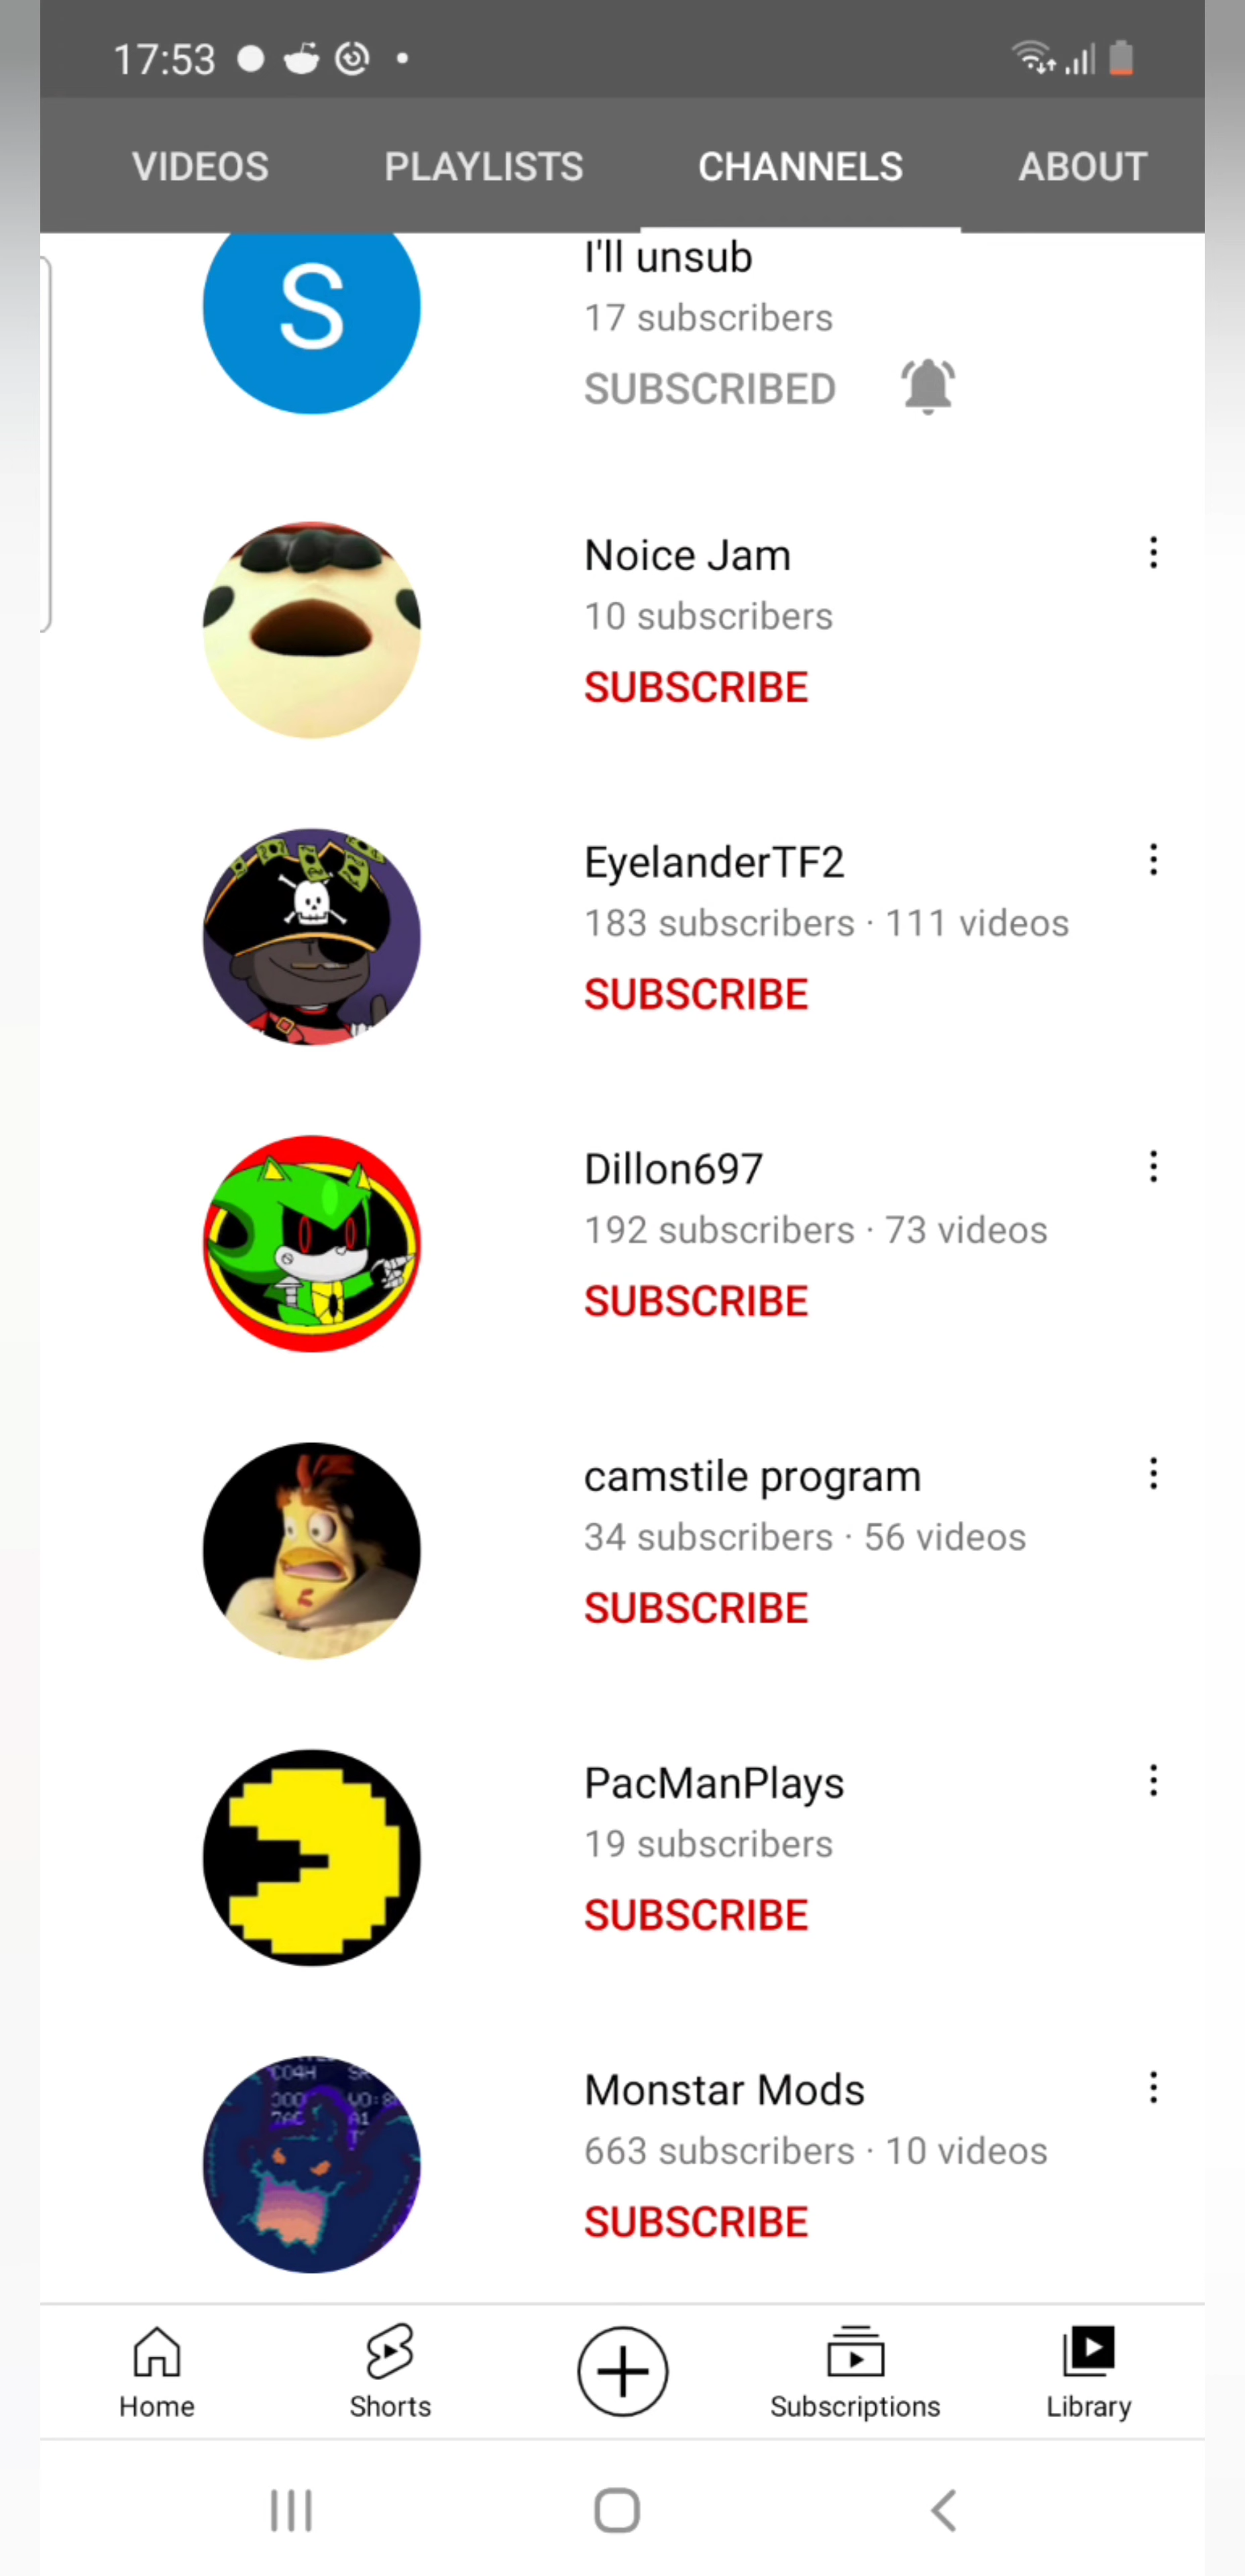 17:53
VIDEOS PLAYLISTS CHANNELS ABOUT
S
I'll unsub
17 subscribers
SUBSCRIBED
Noice Jam
10 subscribers
SUBSCRIBE
EyelanderTF2
183 subscribers · 111 videos
SUBSCRIBE
Dillon697
192 subscribers · 73 videos
SUBSCRIBE
camstile program
34 subscribers · 56 videos
SUBSCRIBE
PacManPlays
19 subscribers
SUBSCRIBE
Monstar Mods
663 subscribers · 10 videos
SUBSCRIBE
Home Shorts Subscriptions Library